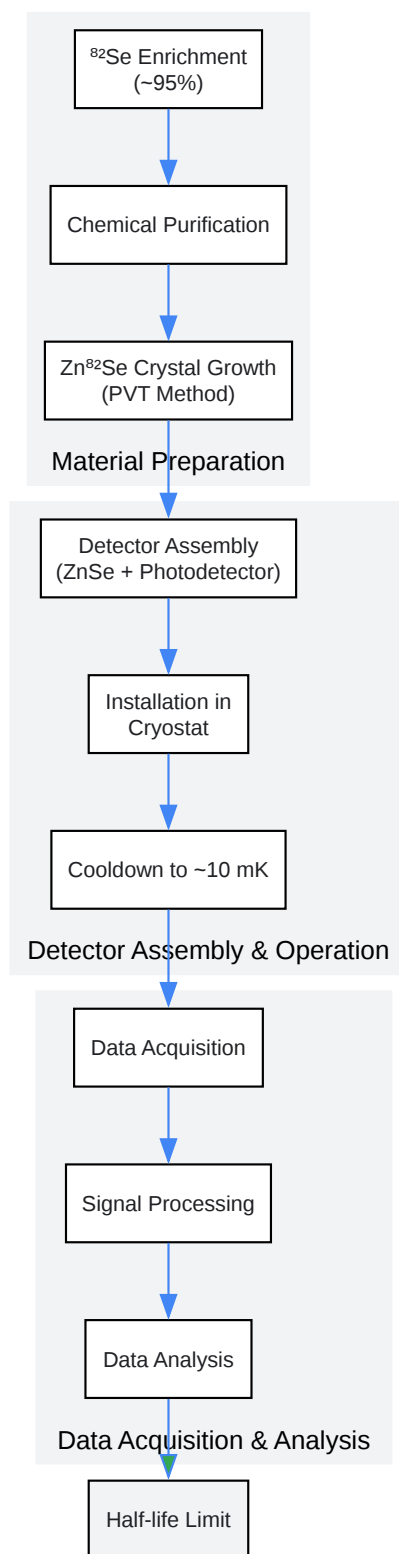 ⁸²Se Enrichment
(~95%)
Chemical Purification
Zn⁸²Se Crystal Growth
(PVT Method)
Material Preparation
Detector Assembly
(ZnSe + Photodetector)
Installation in
Cryostat
Cooldown to ~10 mK
Detector Assembly & Operation
Data Acquisition
Signal Processing
Data Analysis
Data Acquisition & Analysis
Half-life Limit